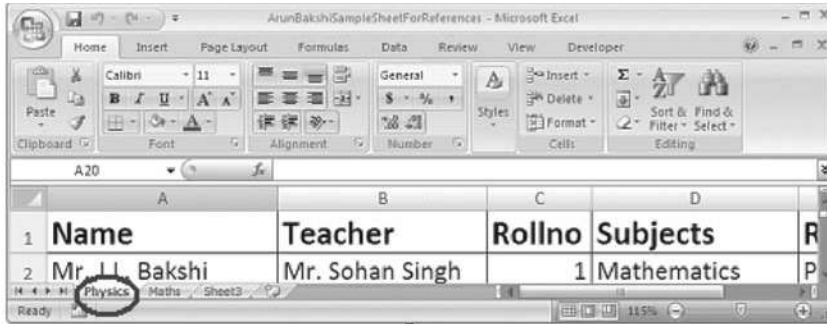 ArunBakshiSampleSheetForReferences - Microsoft Excel
Home Insert Page Layout Formulas Data Review View Developer
Calibri 11 General Insert
Paste B I U A A $ % , Styles Delete Sort & Find &
Format Filter Select
Clipboard Font Alignment Number Cells Editing
A20 fx
A B C D
1 Name Teacher Rollno Subjects R
2 Bakshi Mr. Sohan Singh 1 Mathematics P
Physics Maths Sheet3
Ready 115%